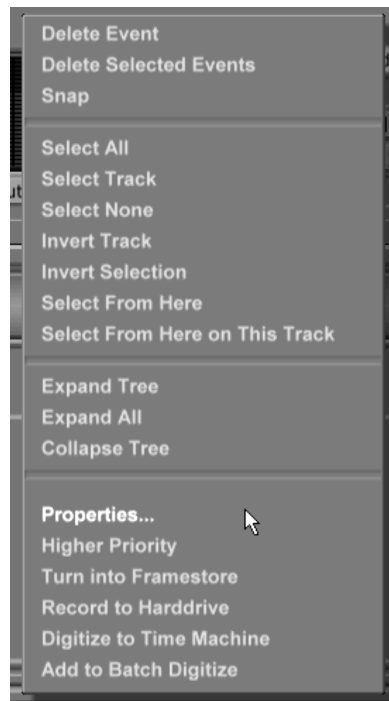 Delete Event
Delete Selected Events
Snap
Select All
Select Track
Select None
Invert Track
Invert Selection
Select From Here
Select From Here on This Track
Expand Tree
Expand All
Collapse Tree
Properties...
Higher Priority
Turn into Framestore
Record to Harddrive
Digitize to Time Machine
Add to Batch Digitize